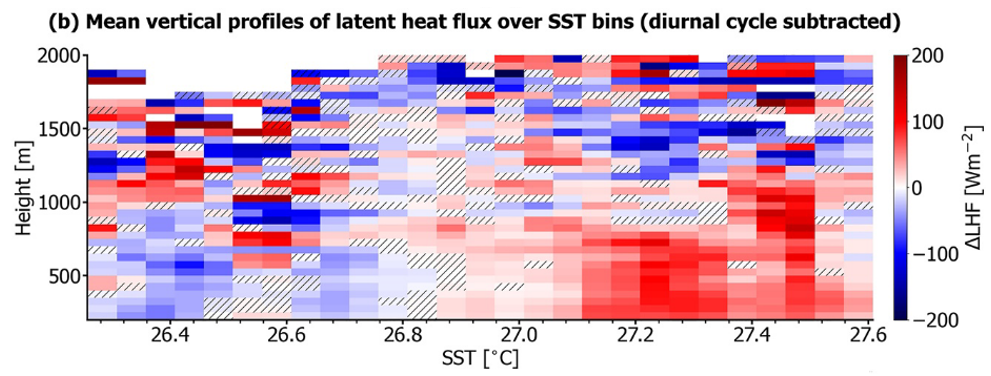 (b) Mean vertical profiles of latent heat flux over SST bins (diurnal cycle subtracted)
2000
1500
1000
500
Height [m]
26.4 26.6 26.8 27.0 27.2 27.4 27.6
SST [°C]
200
100
0
−100
−200
ΔLHF [Wm⁻²]